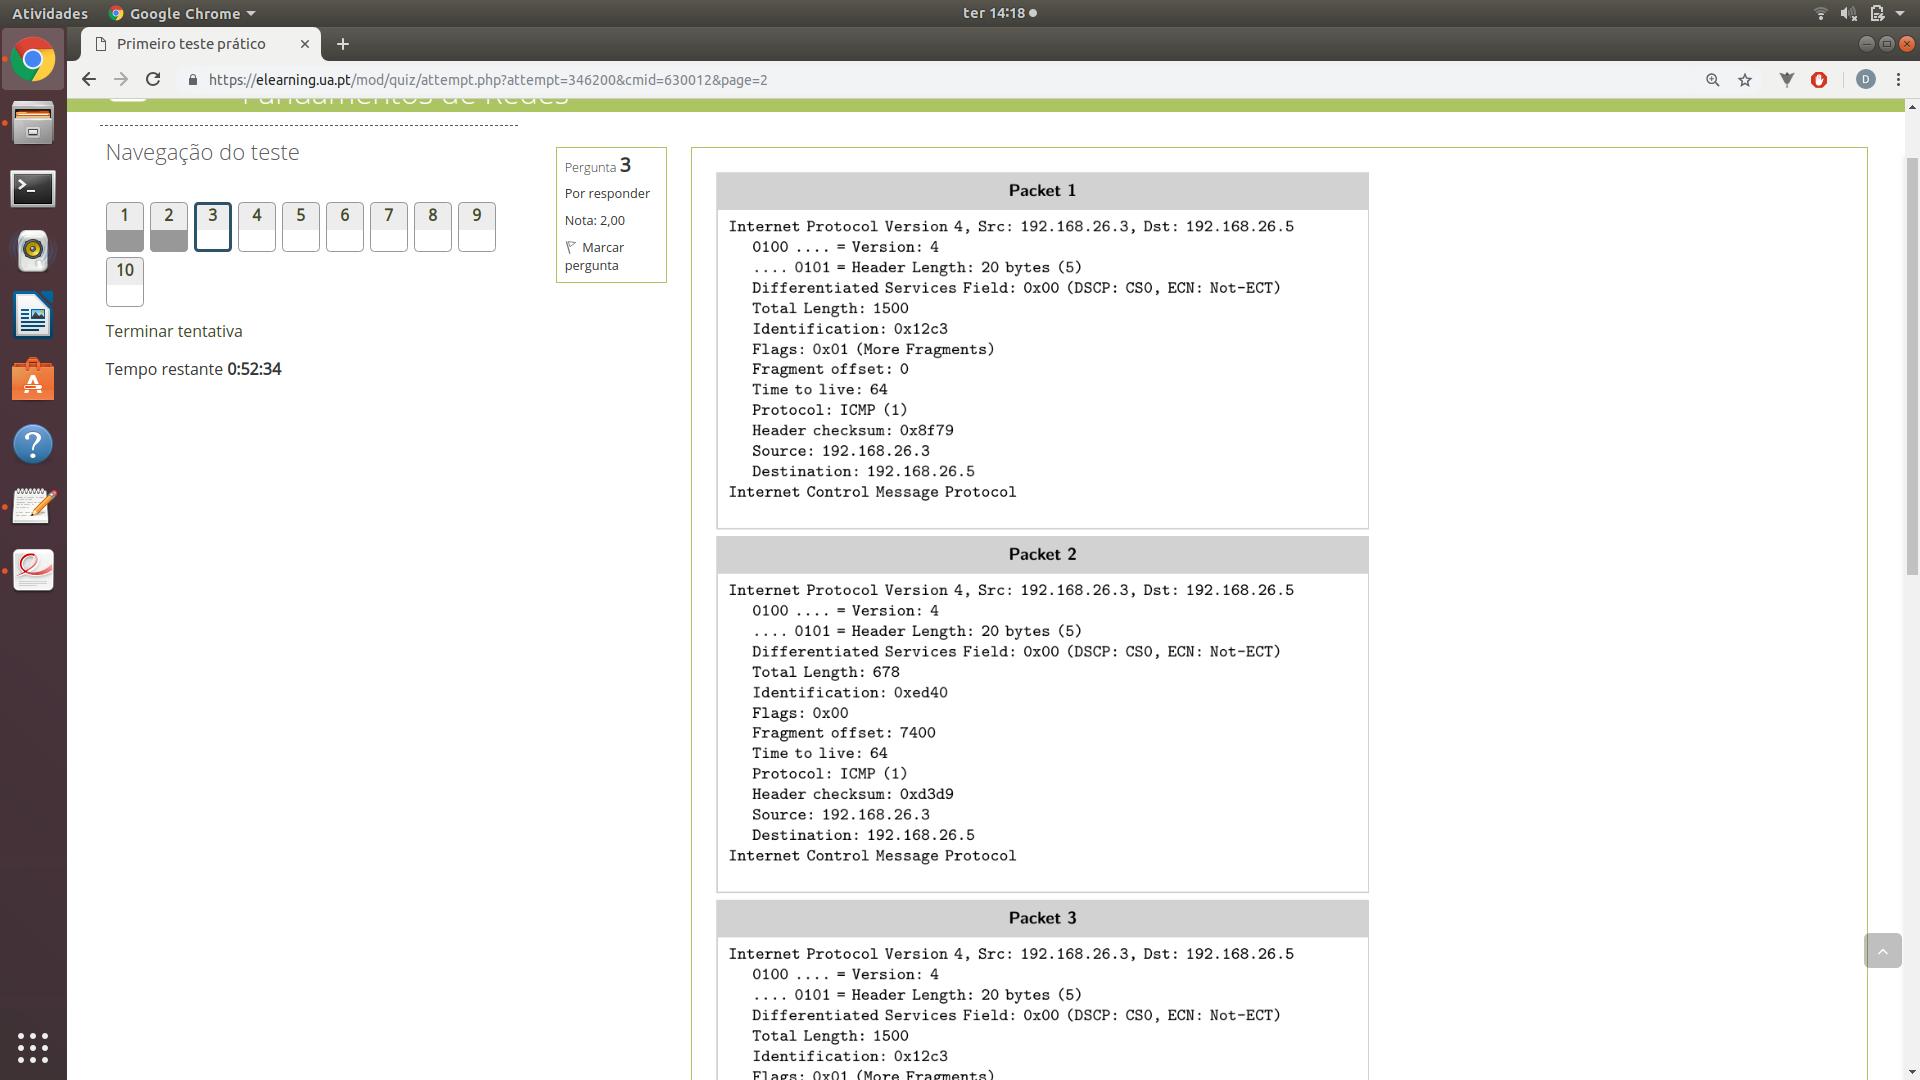 Atividades
Google Chrome
ter 14:18
Primeiro teste prático
https://elearning.ua.pt/mod/quiz/attempt.php?attempt=346200&cmid=630012&page=2
D
Fundamentos de Redes
Navegação do teste
1 2 3 4 5 6 7 8 9
10
Terminar tentativa
Tempo restante 0:52:34
Pergunta 3
Por responder
Nota: 2,00
Marcar
pergunta
Packet 1
Internet Protocol Version 4, Src: 192.168.26.3, Dst: 192.168.26.5
0100 .... = Version: 4
.... 0101 = Header Length: 20 bytes (5)
Differentiated Services Field: 0x00 (DSCP: CS0, ECN: Not-ECT)
Total Length: 1500
Identification: 0x12c3
Flags: 0x01 (More Fragments)
Fragment offset: 0
Time to live: 64
Protocol: ICMP (1)
Header checksum: 0x8f79
Source: 192.168.26.3
Destination: 192.168.26.5
Internet Control Message Protocol
Packet 2
Internet Protocol Version 4, Src: 192.168.26.3, Dst: 192.168.26.5
0100 .... = Version: 4
.... 0101 = Header Length: 20 bytes (5)
Differentiated Services Field: 0x00 (DSCP: CS0, ECN: Not-ECT)
Total Length: 678
Identification: 0xed40
Flags: 0x00
Fragment offset: 7400
Time to live: 64
Protocol: ICMP (1)
Header checksum: 0xd3d9
Source: 192.168.26.3
Destination: 192.168.26.5
Internet Control Message Protocol
Packet 3
Internet Protocol Version 4, Src: 192.168.26.3, Dst: 192.168.26.5
0100 .... = Version: 4
.... 0101 = Header Length: 20 bytes (5)
Differentiated Services Field: 0x00 (DSCP: CS0, ECN: Not-ECT)
Total Length: 1500
Identification: 0x12c3
Flags: 0x01 (More Fragments)